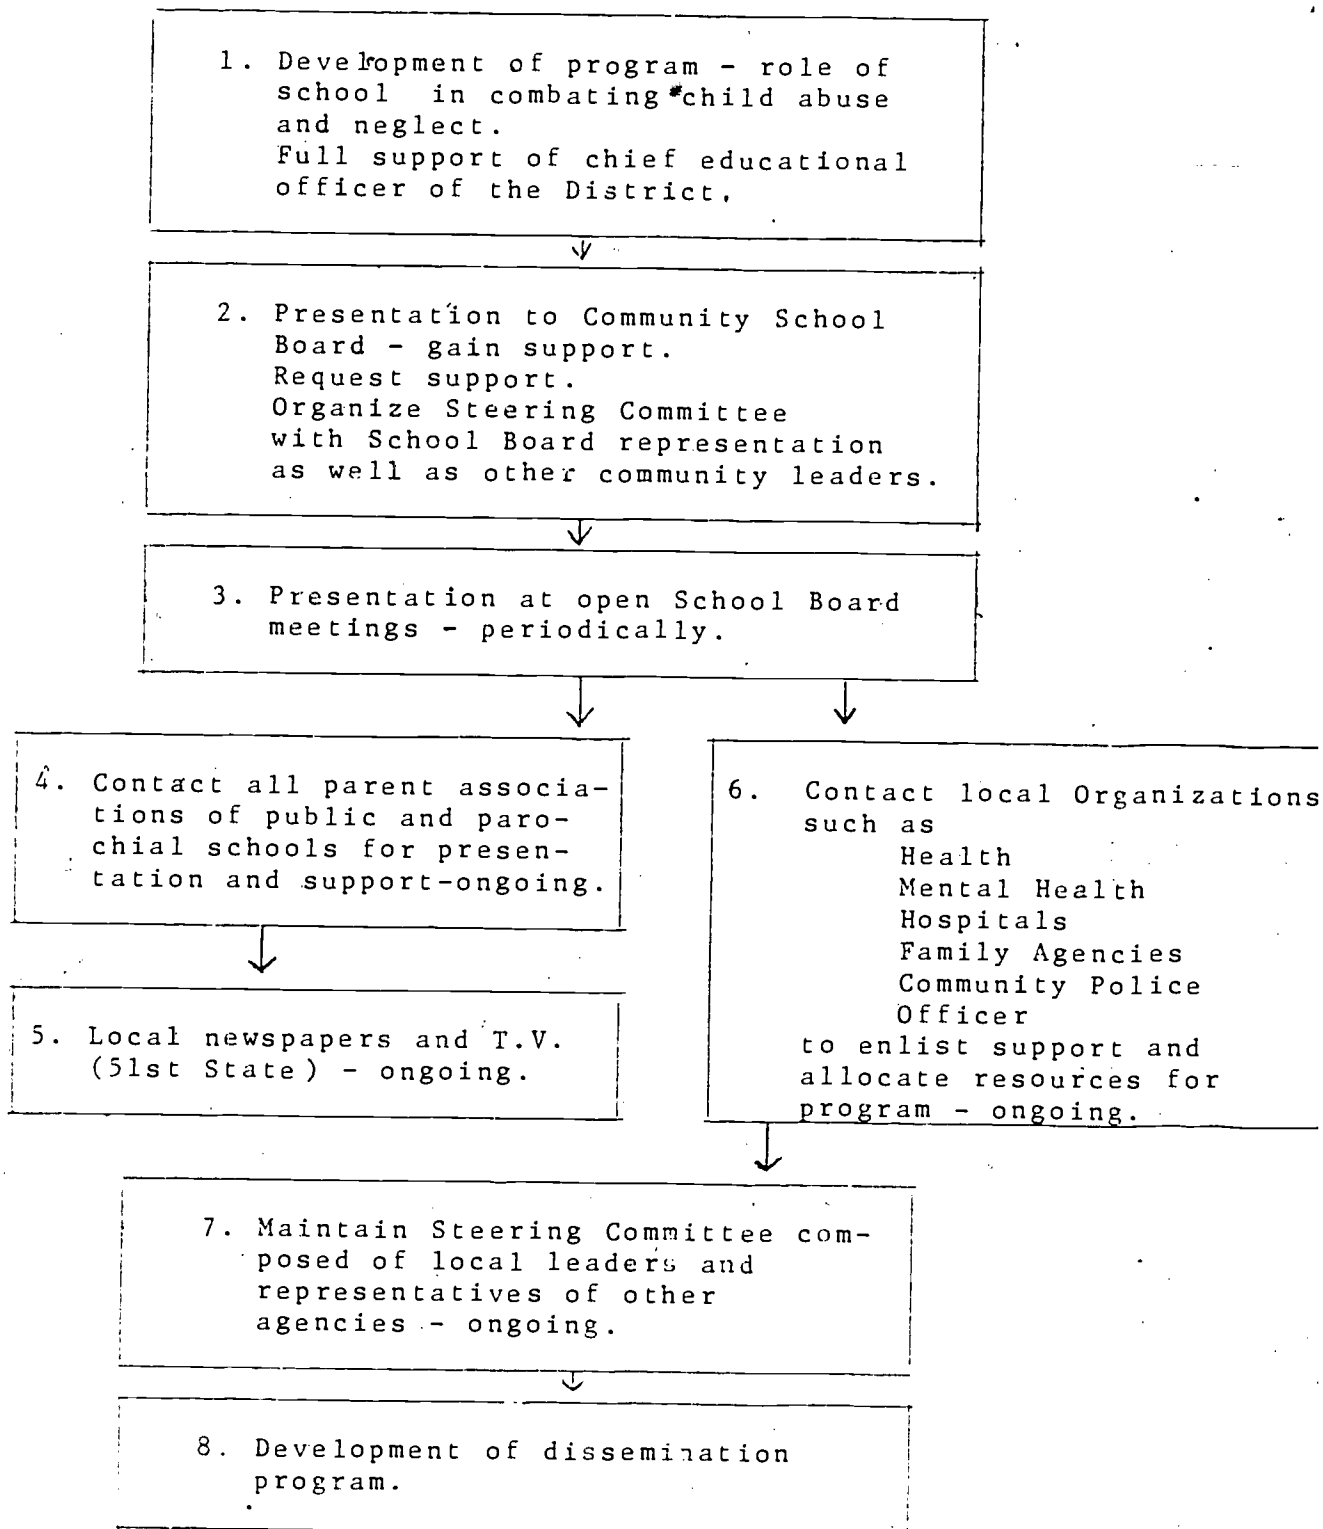 1. Development of program - role of
school in combating child abuse
and neglect.
Full support of chief educational
officer of the District.
2. Presentation to Community School
Board - gain support.
Request support.
Organize Steering Committee
with School Board representation
as well as other community leaders.
3. Presentation at open School Board
meetings - periodically.
4. Contact all parent associa-
tions of public and paro-
chial schools for presen-
tation and support-ongoing.
5. Local newspapers and T.V.
(51st State) - ongoing.
6. Contact local Organizations
such as
Health
Mental Health
Hospitals
Family Agencies
Community Police
Officer
to enlist support and
allocate resources for
program - ongoing.
7. Maintain Steering Committee com-
posed of local leaders and
representatives of other
agencies - ongoing.
8. Development of dissemination
program.